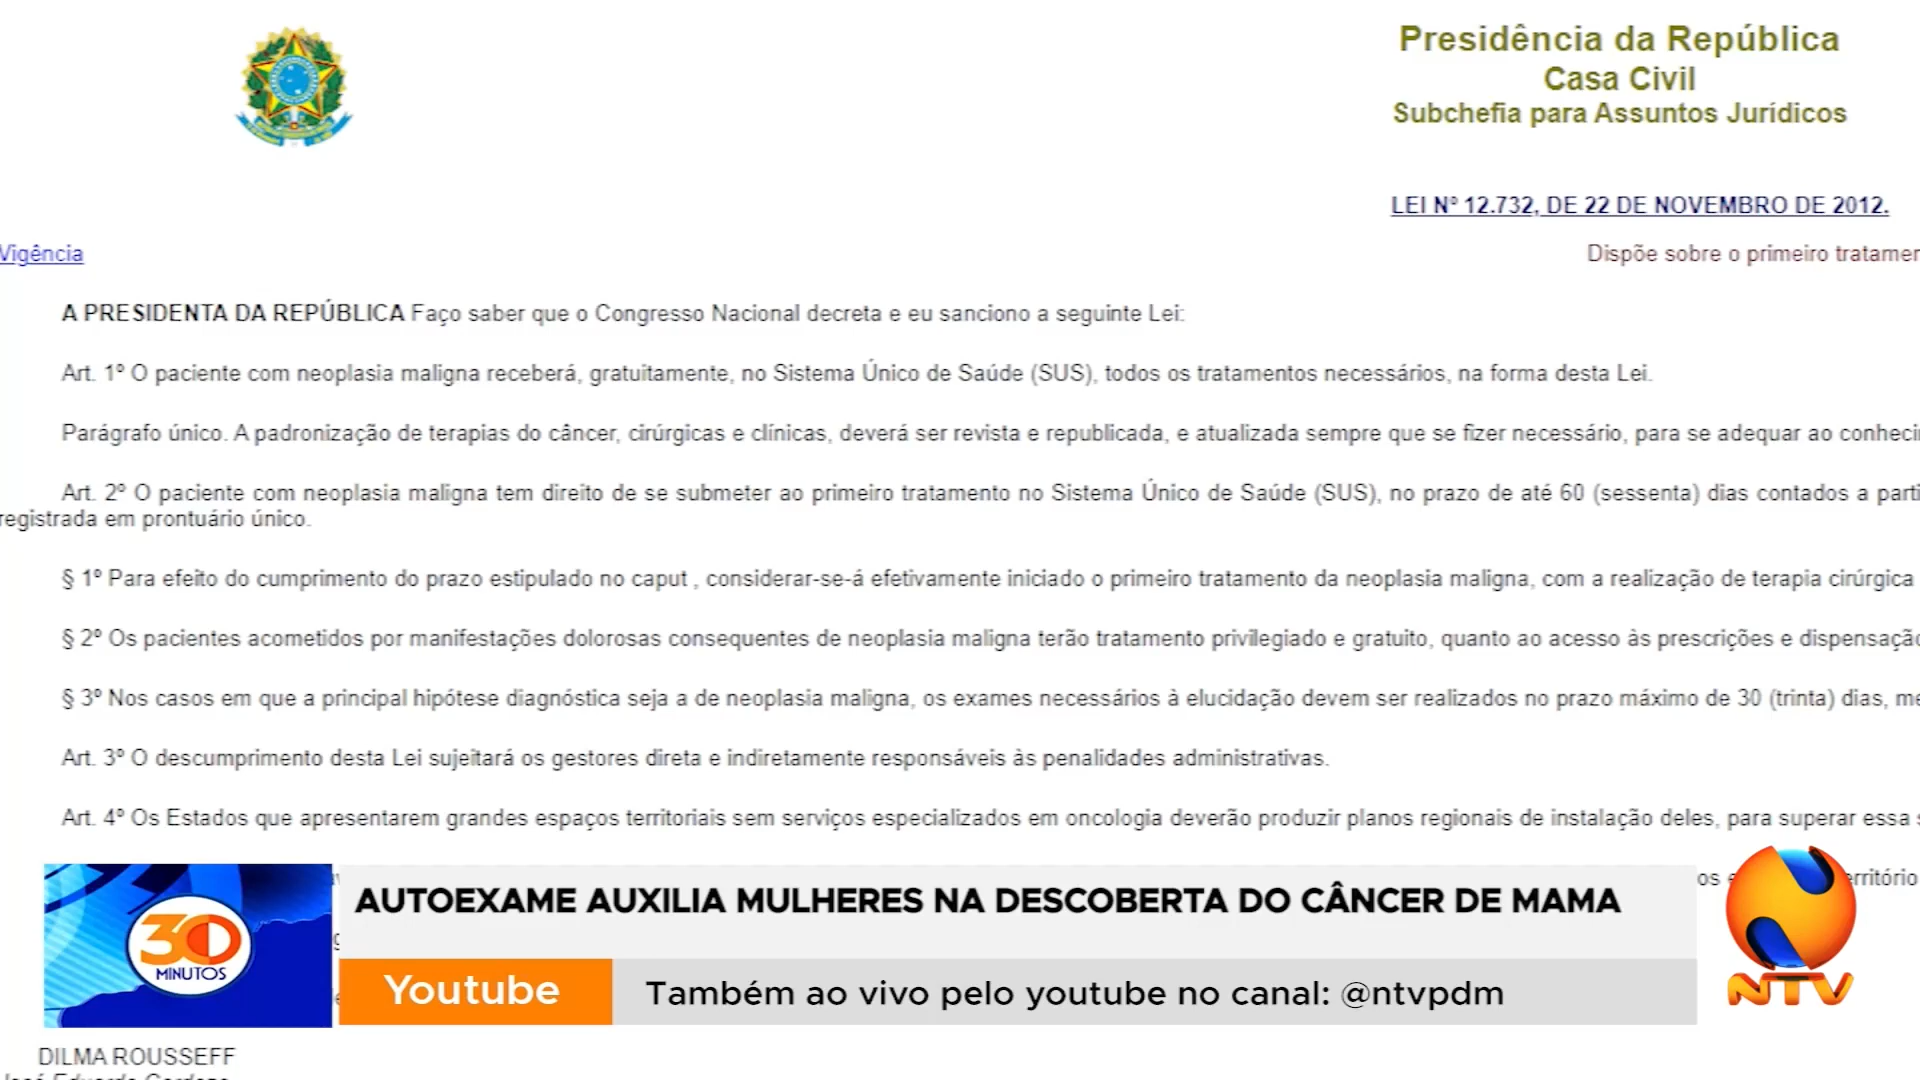 Presidência da República
Casa Civil
Subchefia para Assuntos Jurídicos
LEI Nº 12.732, DE 22 DE NOVEMBRO DE 2012.
Vigência
Dispõe sobre o primeiro
A PRESIDENTA DA REPÚBLICA Faço saber que o Congresso Nacional decreta e eu sanciono a seguinte Lei:
Art. 1º O paciente com neoplasia maligna receberá, gratuitamente, no Sistema Único de Saúde (SUS), todos os tratamentos necessários, na forma desta Lei.
Parágrafo único. A padronização de terapias do câncer, cirúrgicas e clínicas, deverá ser revista e republicada, e atualizada sempre que se fizer necessário, para se adequar ao
Art. 2º O paciente com neoplasia maligna tem direito de se submeter ao primeiro tratamento no Sistema Único de Saúde (SUS), no prazo de até 60 (sessenta) dias contados a
registrada em prontuário único.
§ 1º Para efeito do cumprimento do prazo estipulado no caput , considerar-se-á efetivamente iniciado o primeiro tratamento da neoplasia maligna, com a realização de terapia cirúrgica
§ 2º Os pacientes acometidos por manifestações dolorosas consequentes de neoplasia maligna terão tratamento privilegiado e gratuito, quanto ao acesso às prescrições e
§ 3º Nos casos em que a principal hipótese diagnóstica seja a de neoplasia maligna, os exames necessários à elucidação devem ser realizados no prazo máximo de 30 (trinta) dias,
Art. 3º O descumprimento desta Lei sujeitará os gestores direta e indiretamente responsáveis às penalidades administrativas.
Art. 4º Os Estados que apresentarem grandes espaços territoriais sem serviços especializados em oncologia deverão produzir planos regionais de instalação deles, para superar essa
30
MINUTOS
AUTOEXAME AUXILIA MULHERES NA DESCOBERTA DO CÂNCER DE MAMA
Youtube
Também ao vivo pelo youtube no canal: @ntvpdm
NTV
DILMA ROUSSEFF